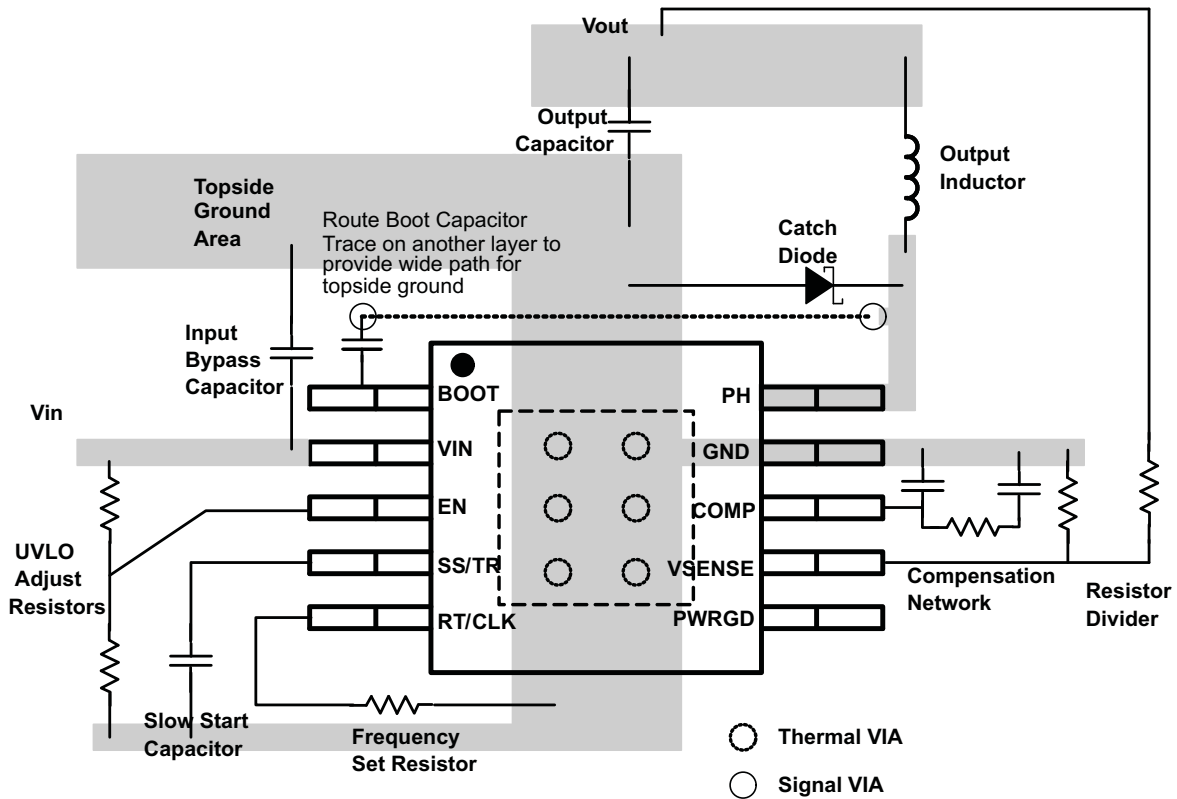 Vout
Output
Capacitor
Output
Inductor
Topside
Ground
Area
Route Boot Capacitor
Trace on another layer to
provide wide path for
topside ground
Catch
Diode
Input
Bypass
Capacitor
Vin
BOOT
VIN
EN
SS/TR
RT/CLK
PH
GND
COMP
VSENSE
PWRGD
UVLO
Adjust
Resistors
Compensation
Network
Resistor
Divider
Slow Start
Capacitor
Frequency
Set Resistor
Thermal VIA
Signal VIA